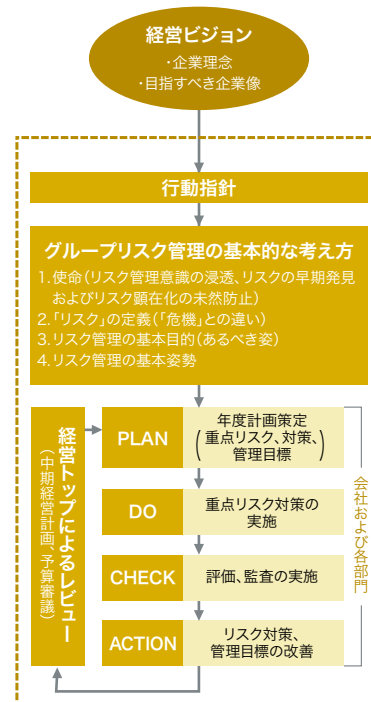 経営ビジョン
・企業理念
・目指すべき企業像
行動指針
グループリスク管理の基本的な考え方
1.使命(リスク管理意識の浸透、リスクの早期発見
およびリスク顕在化の未然防止)
2.「リスク」の定義(「危機」との違い)
3.リスク管理の基本目的(あるべき姿)
4.リスク管理の基本姿勢
経営トップによるレビュー
(中期経営計画、予算審議)
PLAN
年度計画策定
(重点リスク、対策、
管理目標)
DO
重点リスク対策の
実施
CHECK
評価、監査の実施
ACTION
リスク対策、
管理目標の改善
会社および各部門